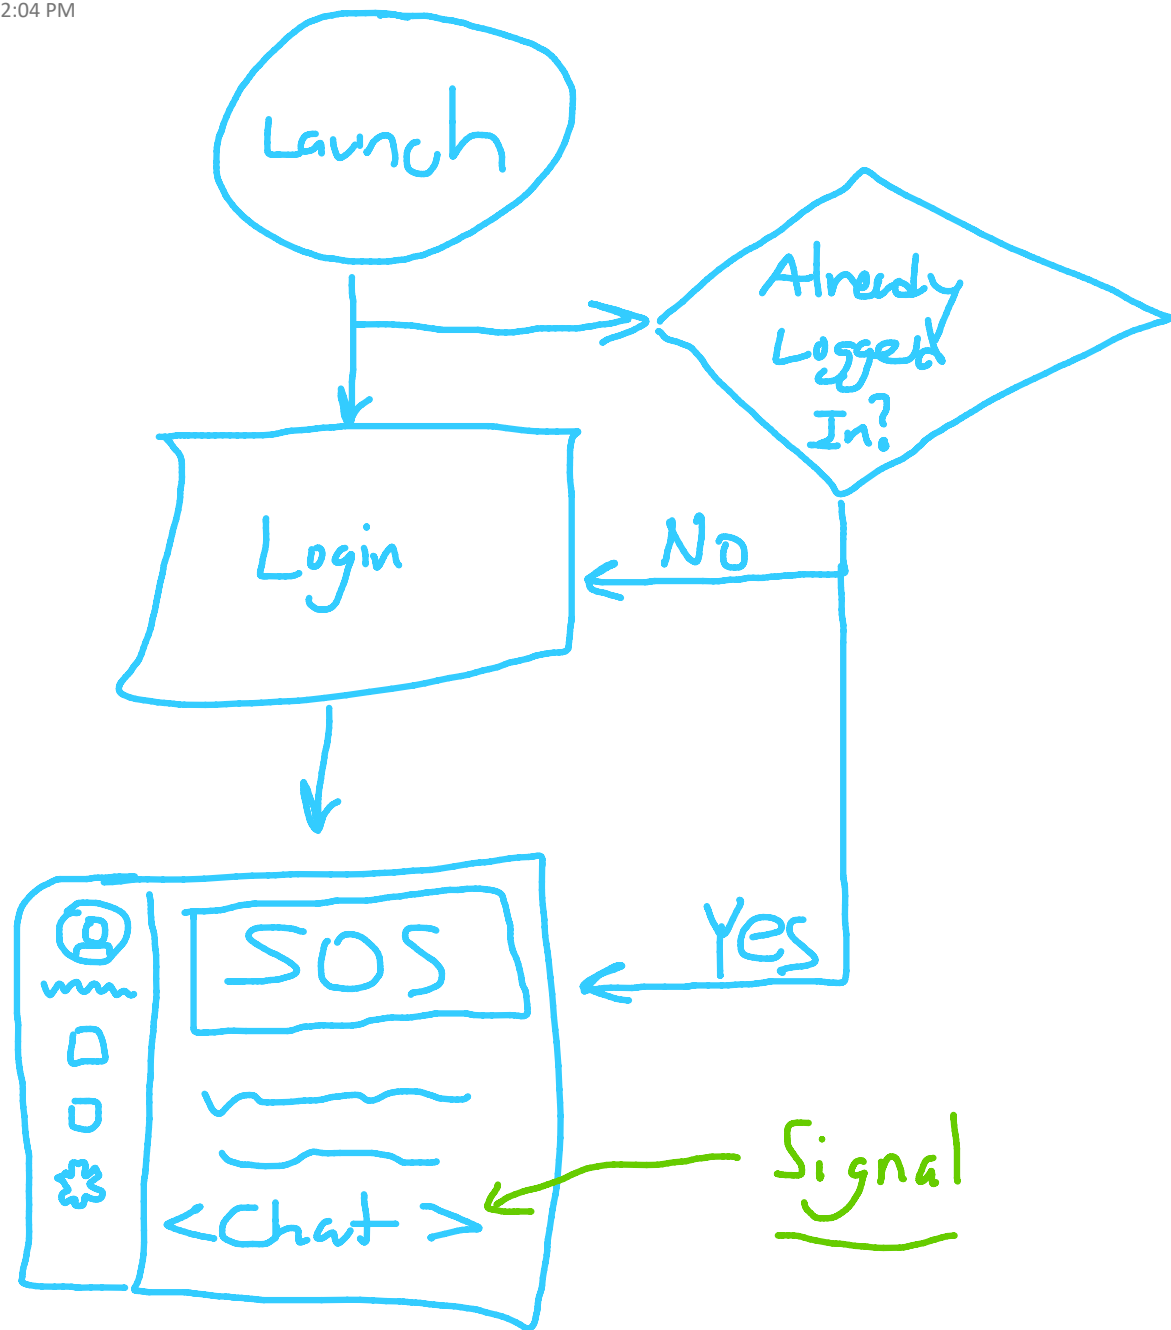 2:04 PM
Launch
Already
Logged
In?
Login
No
Yes
SOS
Signal
<Chat>